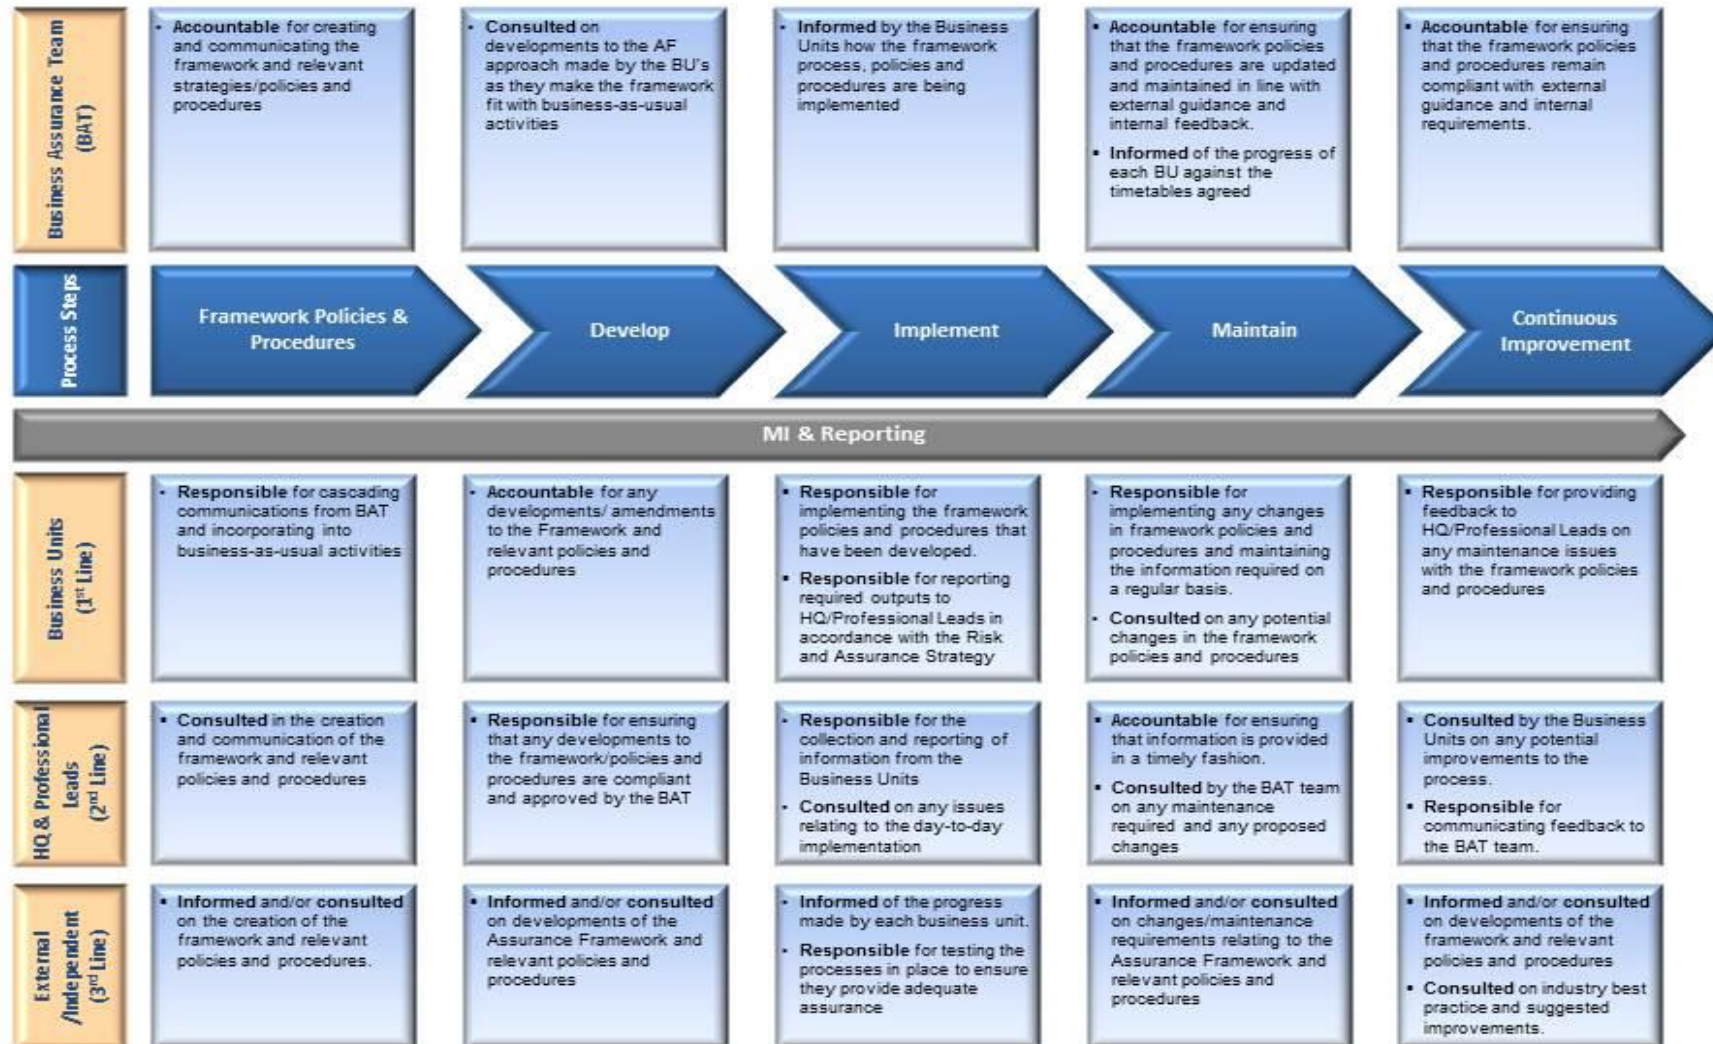 Business Assurance Team
(BAT)
• Accountable for creating
and communicating the
framework and relevant
strategies/policies and
procedures
• Consulted on
developments to the AF
approach made by the BU's
as they make the framework
fit with business-as-usual
activities
• Informed by the Business
Units how the framework
process, policies and
procedures are being
implemented
• Accountable for ensuring
that the framework policies
and procedures are updated
and maintained in line with
external guidance and
internal feedback.
• Informed of the progress of
each BU against the
timetables agreed
• Accountable for ensuring
that the framework policies
and procedures remain
compliant with external
guidance and internal
requirements.
Process Steps
Framework Policies &
Procedures
Develop
Implement
Maintain
Continuous
Improvement
MI & Reporting
Business Units
(1st Line)
• Responsible for cascading
communications from BAT
and incorporating into
business-as-usual activities
• Accountable for any
developments/ amendments
to the Framework and
relevant policies and
procedures
• Responsible for
implementing the framework
policies and procedures that
have been developed.
• Responsible for reporting
required outputs to
HQ/Professional Leads in
accordance with the Risk
and Assurance Strategy
• Responsible for
implementing any changes
in framework policies and
procedures and maintaining
the information required on
a regular basis.
• Consulted on any potential
changes in the framework
policies and procedures
• Responsible for providing
feedback to
HQ/Professional Leads on
any maintenance issues
with the framework policies
and procedures
HQ & Professional
Leads
(2nd Line)
• Consulted in the creation
and communication of the
framework and relevant
policies and procedures
• Responsible for ensuring
that any developments to
the framework/policies and
procedures are compliant
and approved by the BAT
• Responsible for the
collection and reporting of
information from the
Business Units
• Consulted on any issues
relating to the day-to-day
implementation
• Accountable for ensuring
that information is provided
in a timely fashion.
• Consulted by the BAT team
on any maintenance
required and any proposed
changes
• Consulted by the Business
Units on any potential
improvements to the
process.
• Responsible for
communicating feedback to
the BAT team.
External
/Independent
(3rd Line)
• Informed and/or consulted
on the creation of the
framework and relevant
policies and procedures.
• Informed and/or consulted
on developments of the
Assurance Framework and
relevant policies and
procedures
• Informed of the progress
made by each business unit.
• Responsible for testing the
processes in place to ensure
they provide adequate
assurance
• Informed and/or consulted
on changes/maintenance
requirements relating to the
Assurance Framework and
relevant policies and
procedures
• Informed and/or consulted
on developments of the
framework and relevant
policies and procedures
• Consulted on industry best
practice and suggested
improvements.